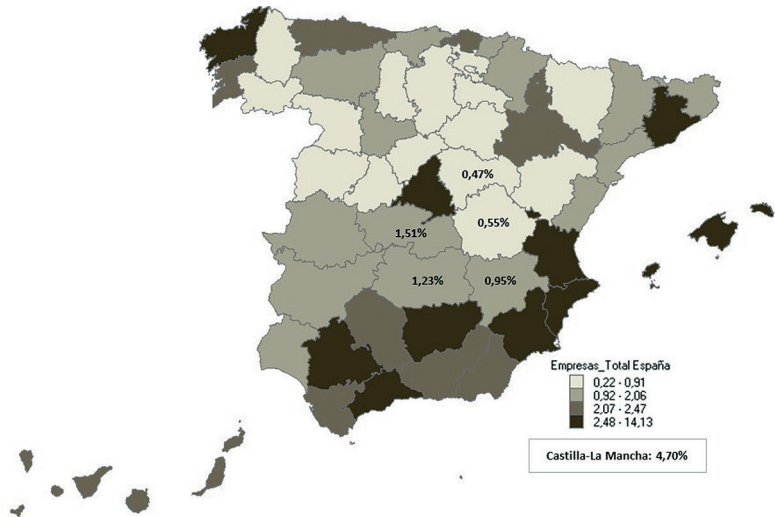 0,47%
0,55%
1,51%
1,23%
0,95%
Empresas_Total España
0,22 - 0,91
0,92 - 2,06
2,07 - 2,47
2,48 - 14,13
Castilla-La Mancha: 4,70%